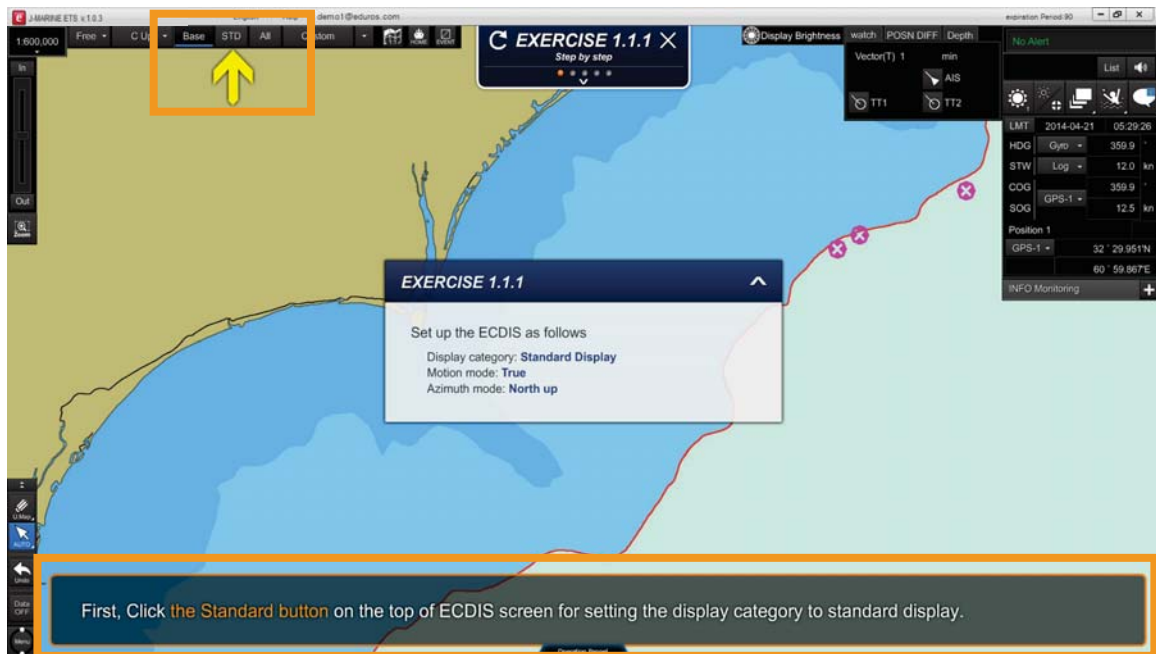 J-MARINE ETS v.1.0.3
Help demo1@eduros.com
expiration Period:90
1:600,000
Free
C Up
Base
STD
All
Custom
HOME
EVENT
EXERCISE 1.1.1
Step by step
Display Brightness
watch
POSN DIFF
Depth
Vector(T) 1 min
AIS
TT1
TT2
No Alert
List
LMT 2014-04-21 05:29:26
HDG Gyro 359.9 °
STW Log 12.0 kn
COG 359.9 °
GPS-1
SOG 12.5 kn
Position 1
GPS-1 32 ° 29.951'N
60 ° 59.867'E
INFO Monitoring
In
Out
Zoom
EXERCISE 1.1.1
Set up the ECDIS as follows
Display category: Standard Display
Motion mode: True
Azimuth mode: North up
U.Map
AUTO
Undo
Data
OFF
Menu
First, Click the Standard button on the top of ECDIS screen for setting the display category to standard display.